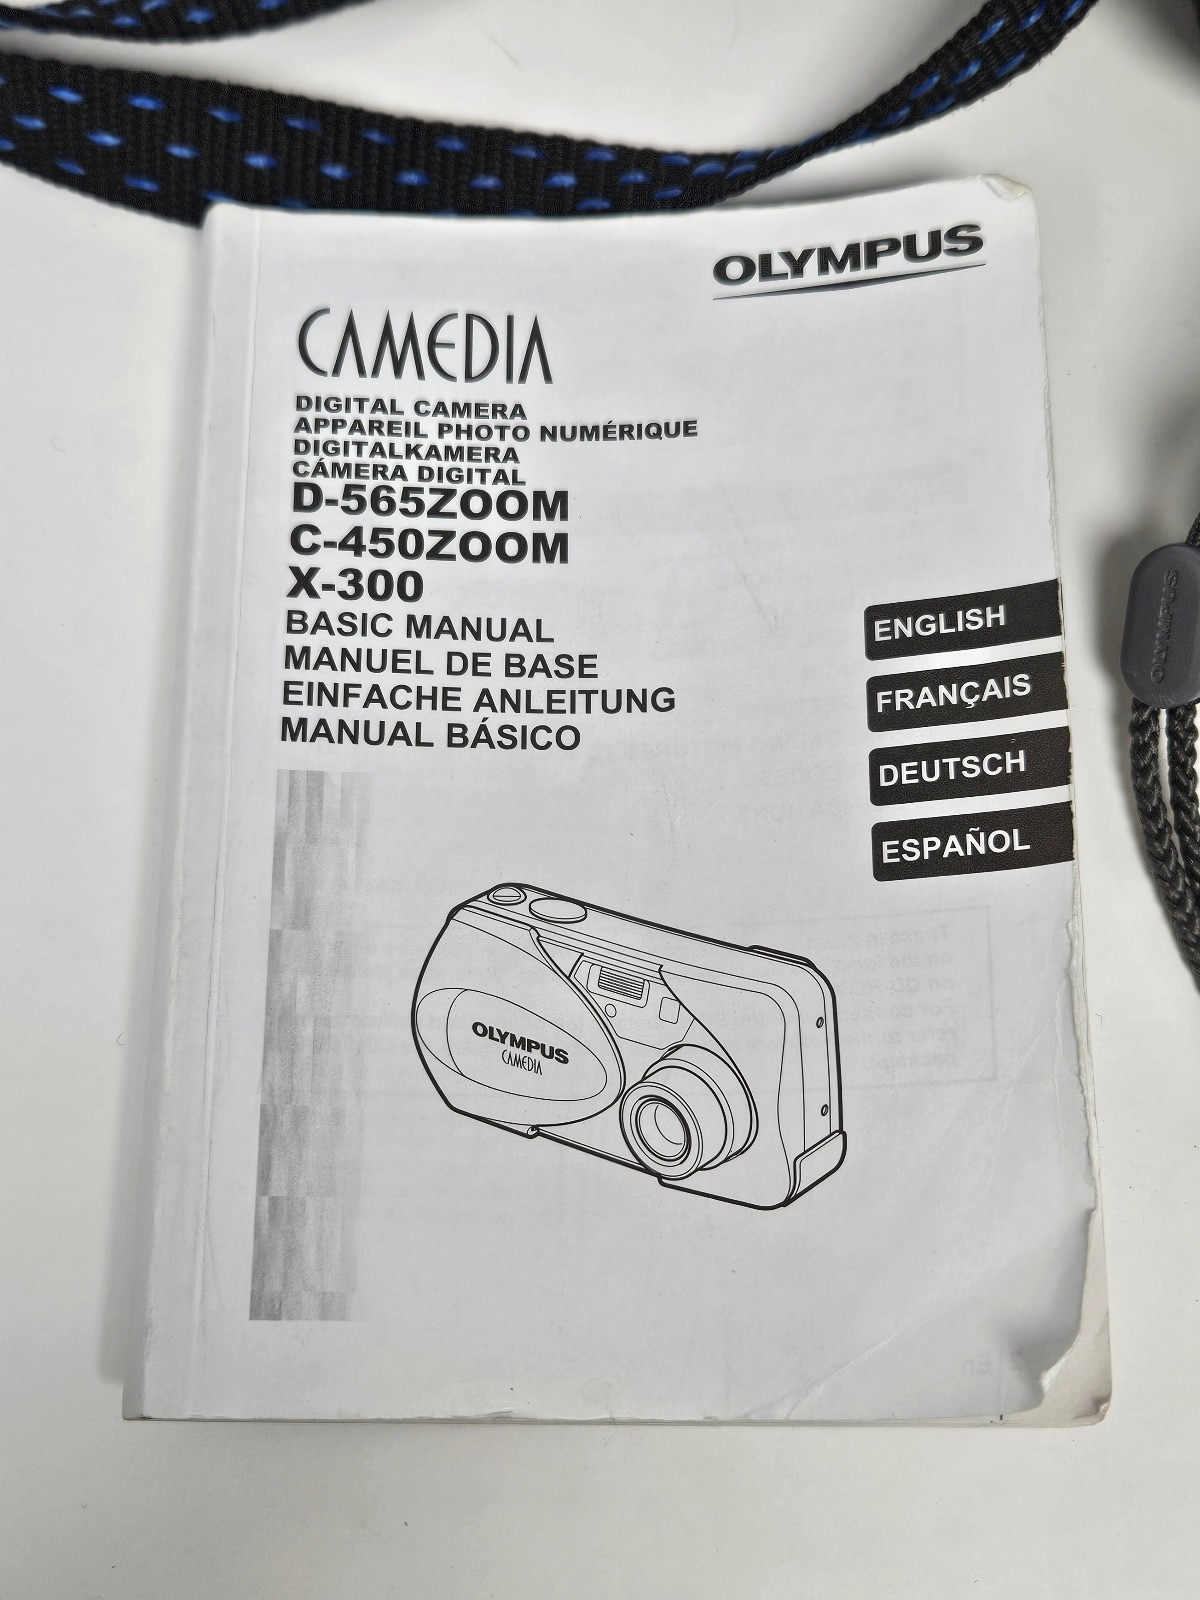 OLYMPUS
CAMEDIA
DIGITAL CAMERA
APPAREIL PHOTO NUMÉRIQUE
DIGITALKAMERA
CÁMERA DIGITAL
D-565ZOOM
C-450ZOOM
X-300
BASIC MANUAL
MANUEL DE BASE
EINFACHE ANLEITUNG
MANUAL BÁSICO
ENGLISH
FRANÇAIS
DEUTSCH
ESPAÑOL
OLYMPUS
CAMEDIA
OLYMPUS